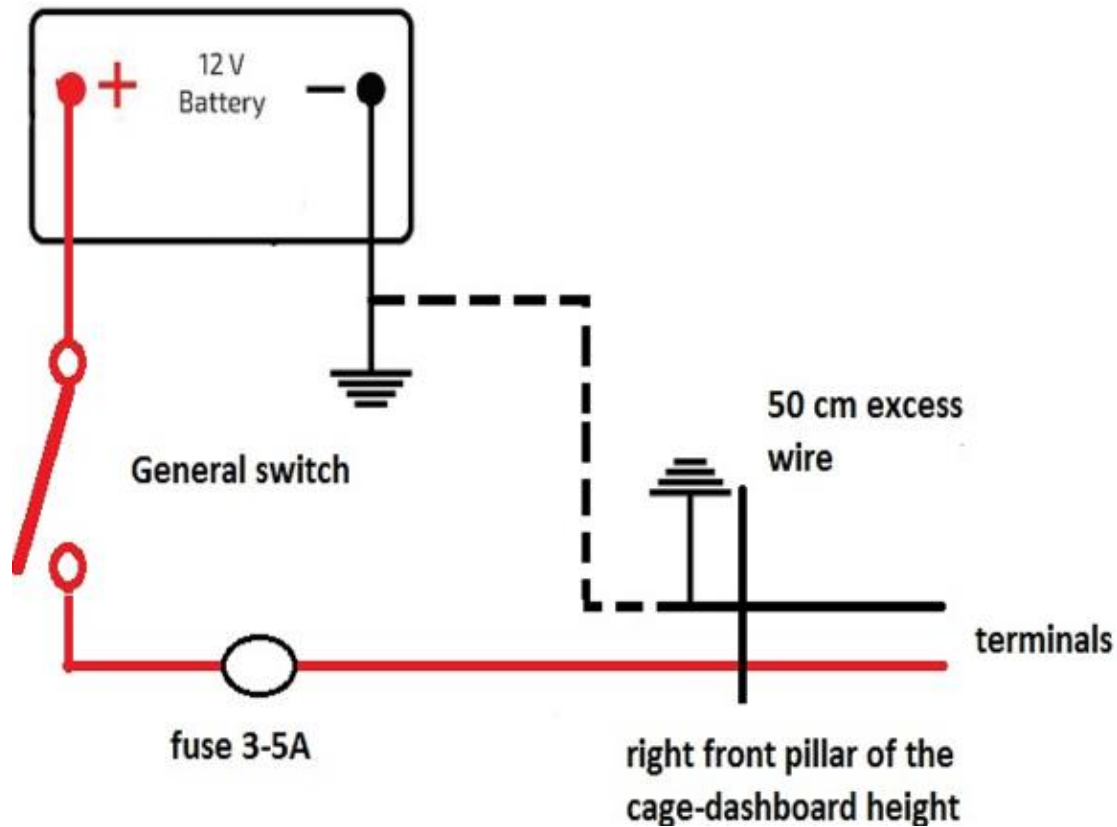 +
12 V
Battery
−
50 cm excess
wire
General switch
terminals
fuse 3-5A
right front pillar of the
cage-dashboard height